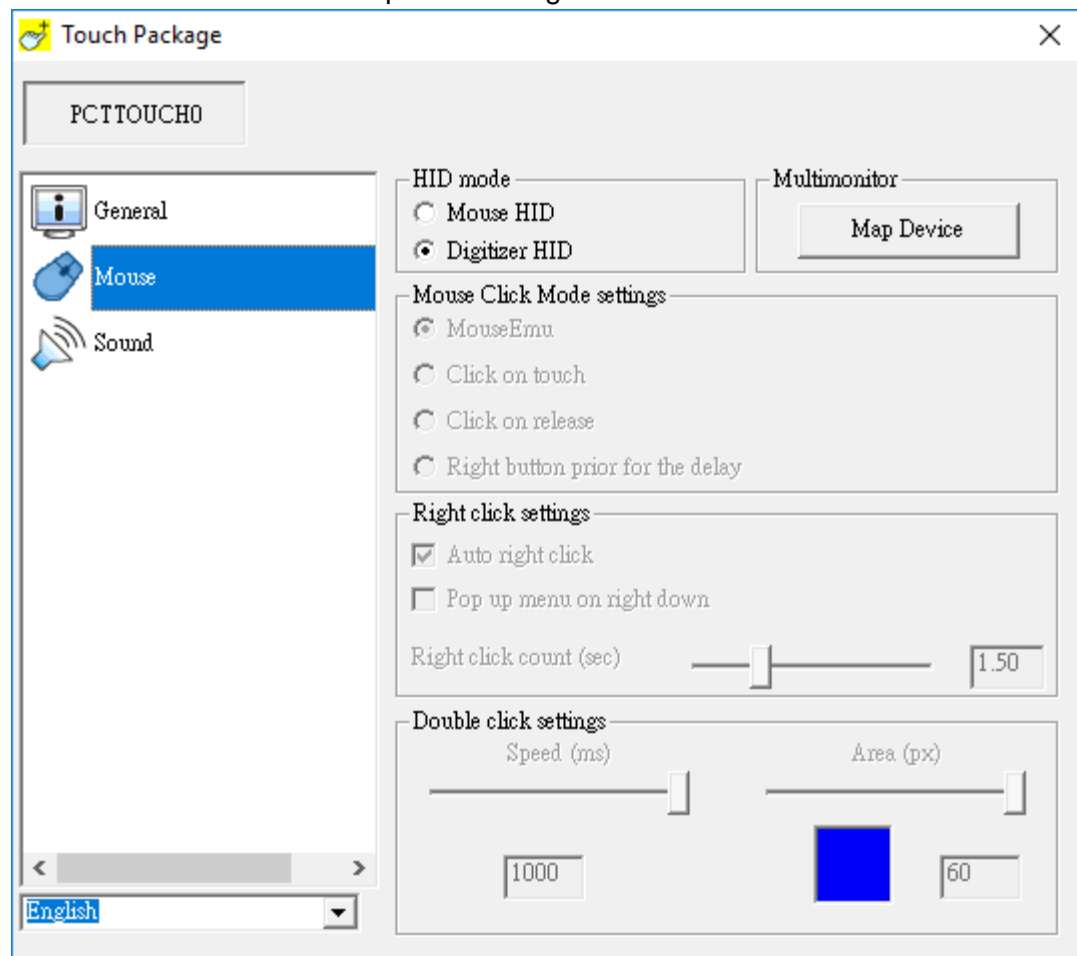 Touch Package
PCTTOUCH0
General
Mouse
Sound
English
HID mode
Mouse HID
Digitizer HID
Multimonitor
Map Device
Mouse Click Mode settings
MouseEmu
Click on touch
Click on release
Right button prior for the delay
Right click settings
Auto right click
Pop up menu on right down
Right click count (sec)
1.50
Double click settings
Speed (ms)
Area (px)
1000
60